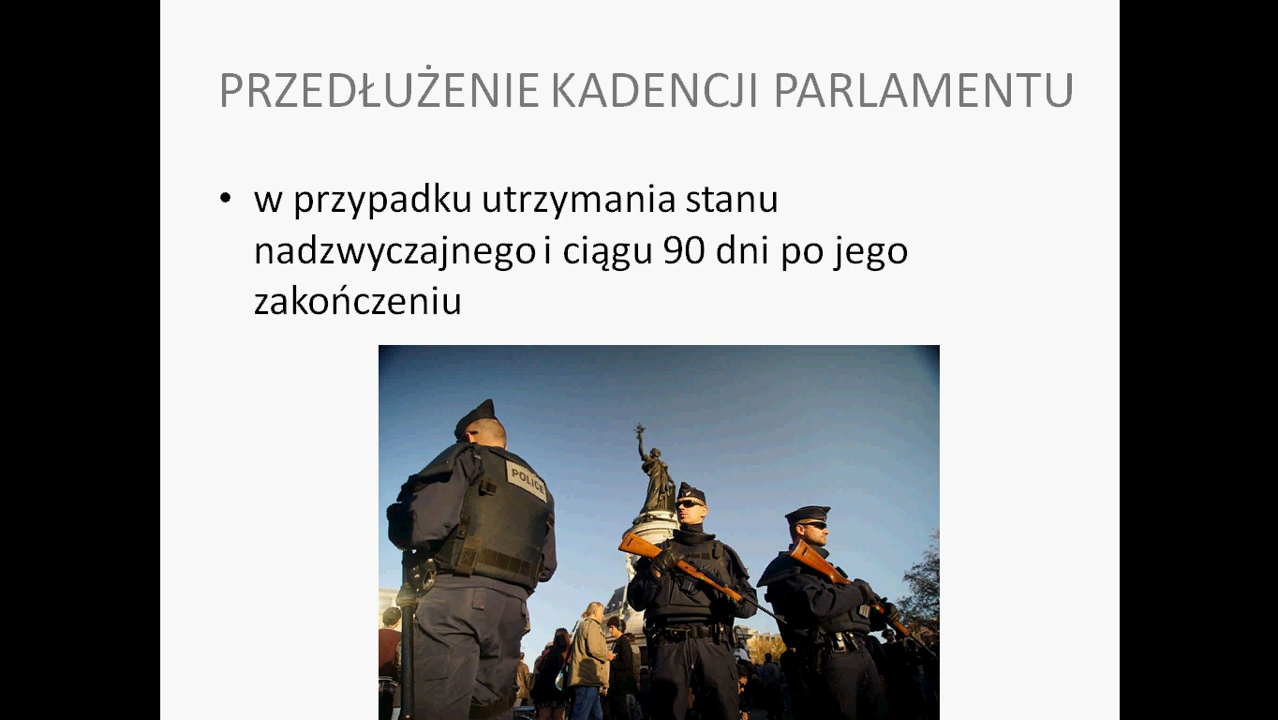 PRZEDŁUŻENIE KADENCJI PARLAMENTU
• w przypadku utrzymania stanu
nadzwyczajnego i ciągu 90 dni po jego
zakończeniu
POLICE